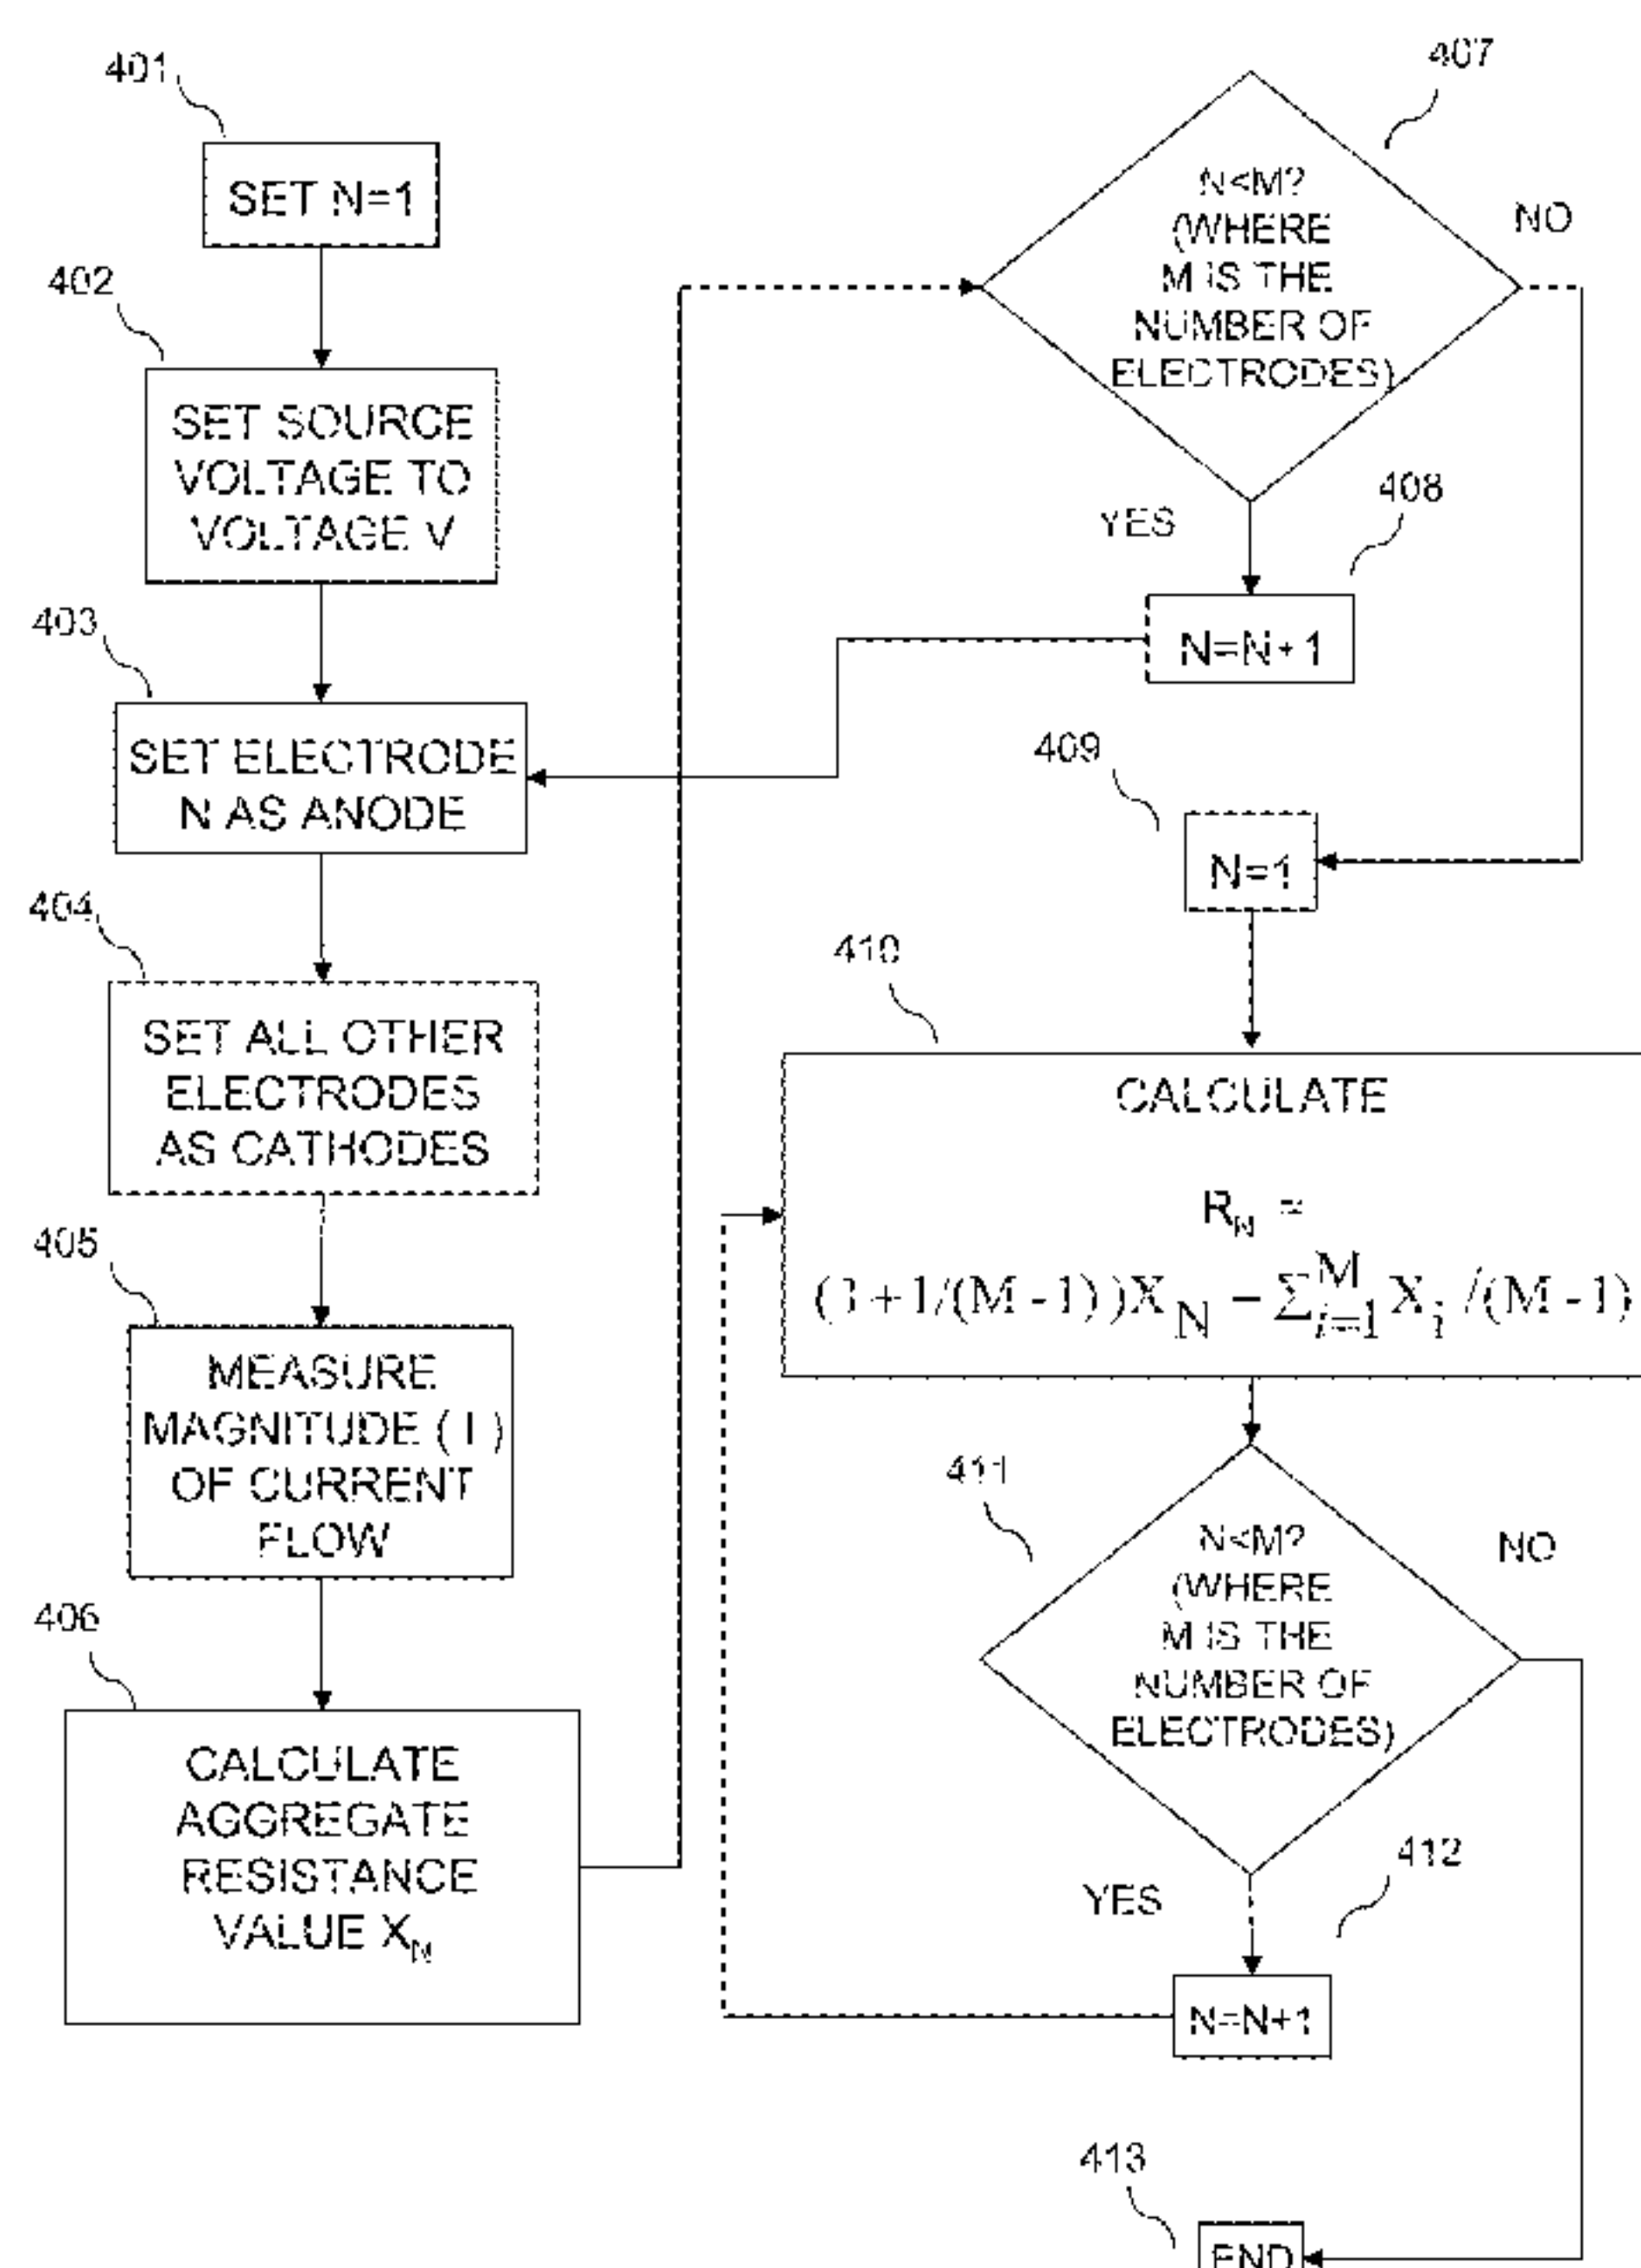 401
SET N=1
402
SET SOURCE
VOLTAGE TO
VOLTAGE V
403
SET ELECTRODE
N AS ANODE
404
SET ALL OTHER
ELECTRODES
AS CATHODES
405
MEASURE
MAGNITUDE ( I )
OF CURRENT
FLOW
406
CALCULATE
AGGREGATE
RESISTANCE
VALUE X_N
407
N<M?
(WHERE
M IS THE
NUMBER OF
ELECTRODES)
NO
YES
408
N=N+1
409
N=1
410
CALCULATE
R_N =
(1+1/(M-1))X_N – ∑_{i=1}^M X_i /(M-1)
411
N<M?
(WHERE
M IS THE
NUMBER OF
ELECTRODES)
NO
YES
412
N=N+1
413
END